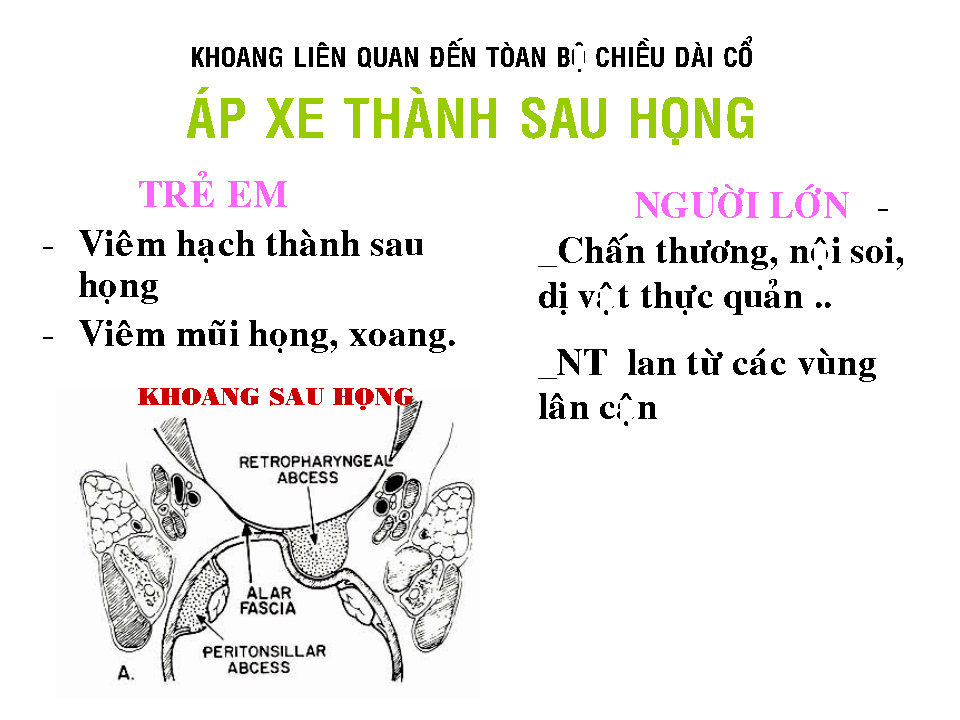 KHOANG LIÊN QUAN ĐẾN TÒAN BỘ CHIỀU DÀI CỔ
ÁP XE THÀNH SAU HỌNG
TRẺ EM
- Viêm hạch thành sau
họng
- Viêm mũi họng, xoang.
NGƯỜI LỚN -
_Chấn thương, nội soi,
dị vật thực quản ..
_NT lan từ các vùng
lân cận
KHOANG SAU HỌNG
RETROPHARYNGEAL
ABCESS
ALAR
FASCIA
PERITONSILLAR
ABCESS
A.